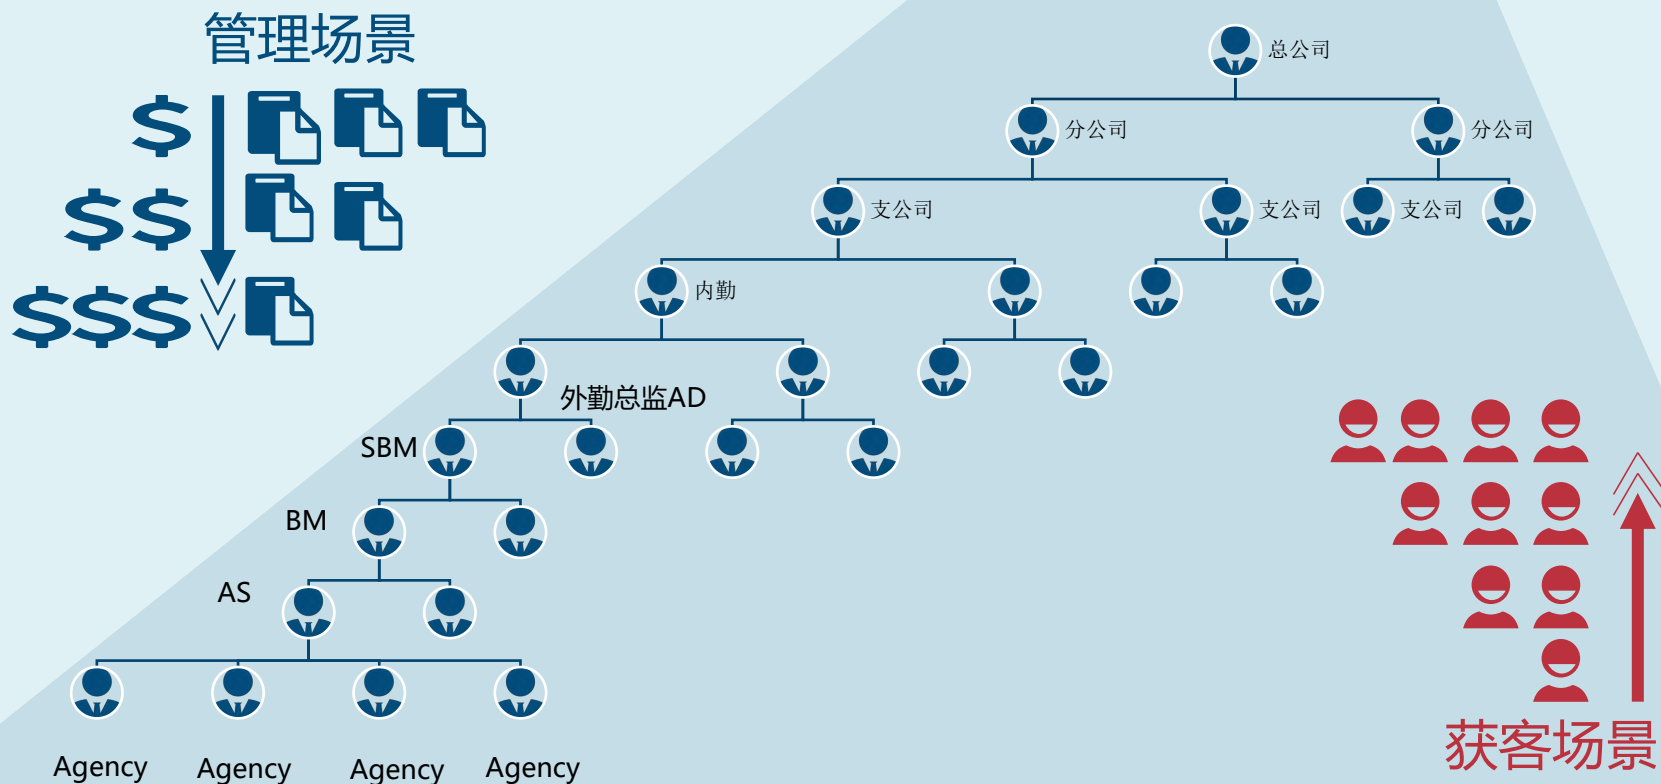 管理场景
总公司
分公司
分公司
支公司
支公司
支公司
内勤
外勤总监AD
SBM
BM
AS
获客场景
Agency
Agency
Agency
Agency